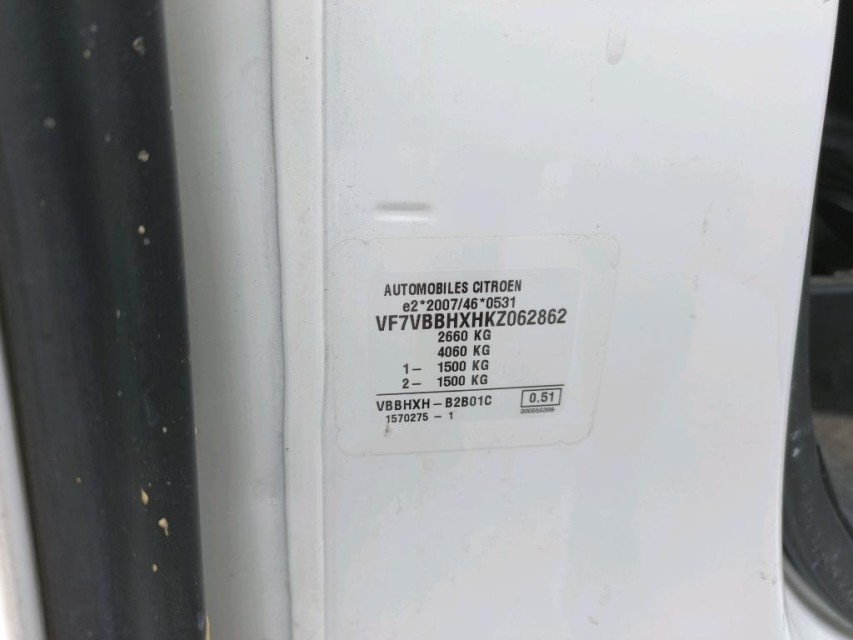 AUTOMOBILES CITROEN
e2*2007/46*0531
VF7VBBHXHKZ062862
2660 KG
4060 KG
1- 1500 KG
2- 1500 KG
VBBHXH-B2B01C 0.51
1570275-1 200555399